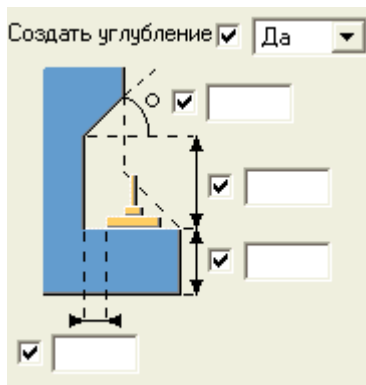 Создать углубление Да